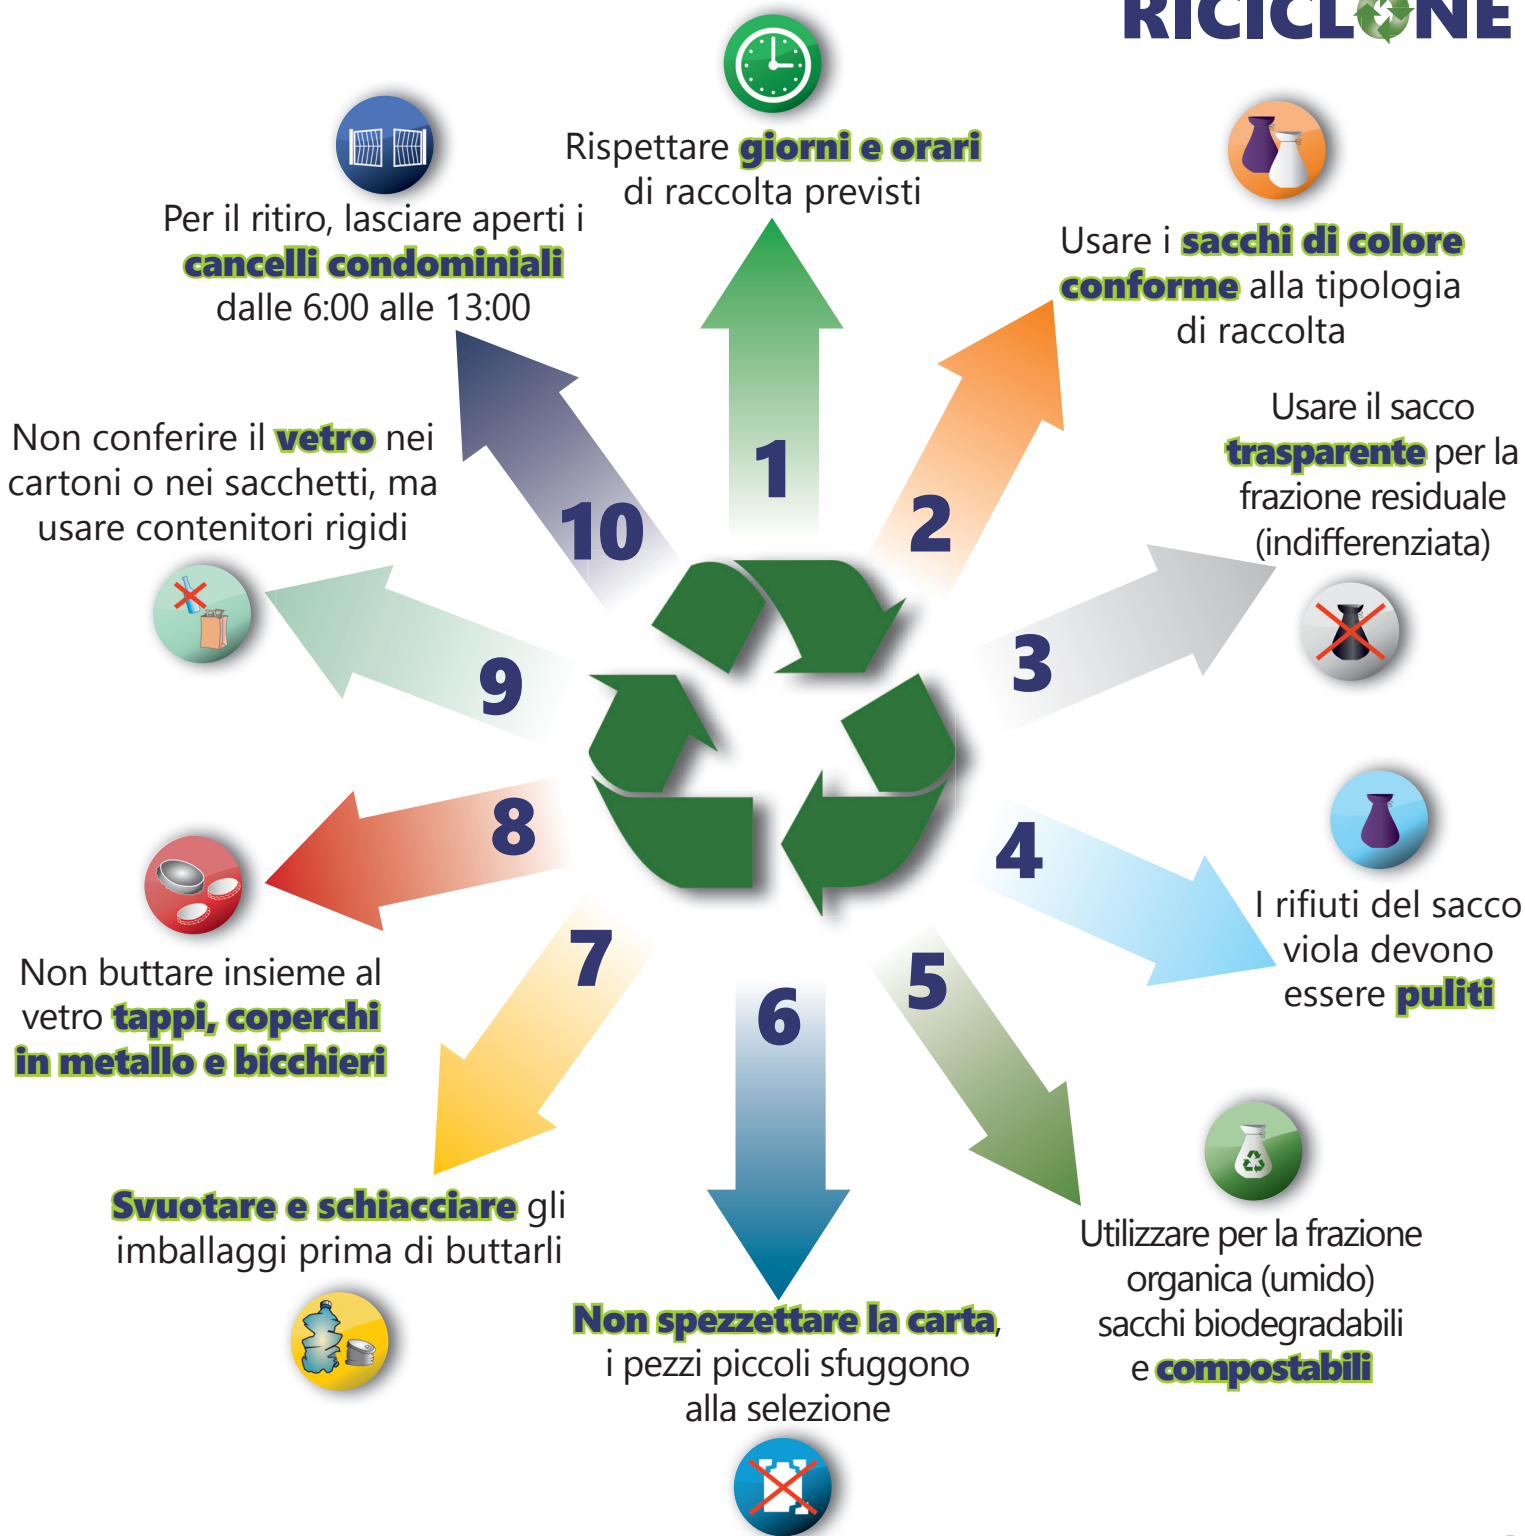 RICICLONE
Rispettare giorni e orari
di raccolta previsti
1
Usare i sacchi di colore
conforme alla tipologia
di raccolta
2
Usare il sacco
trasparente per la
frazione residuale
(indifferenziata)
3
I rifiuti del sacco
viola devono
essere puliti
4
Utilizzare per la frazione
organica (umido)
sacchi biodegradabili
e compostabili
5
Non spezzettare la carta,
i pezzi piccoli sfuggono
alla selezione
6
Svuotare e schiacciare gli
imballaggi prima di buttarli
7
Non buttare insieme al
vetro tappi, coperchi
in metallo e bicchieri
8
Non conferire il vetro nei
cartoni o nei sacchetti, ma
usare contenitori rigidi
9
Per il ritiro, lasciare aperti i
cancelli condominiali
dalle 6:00 alle 13:00
10